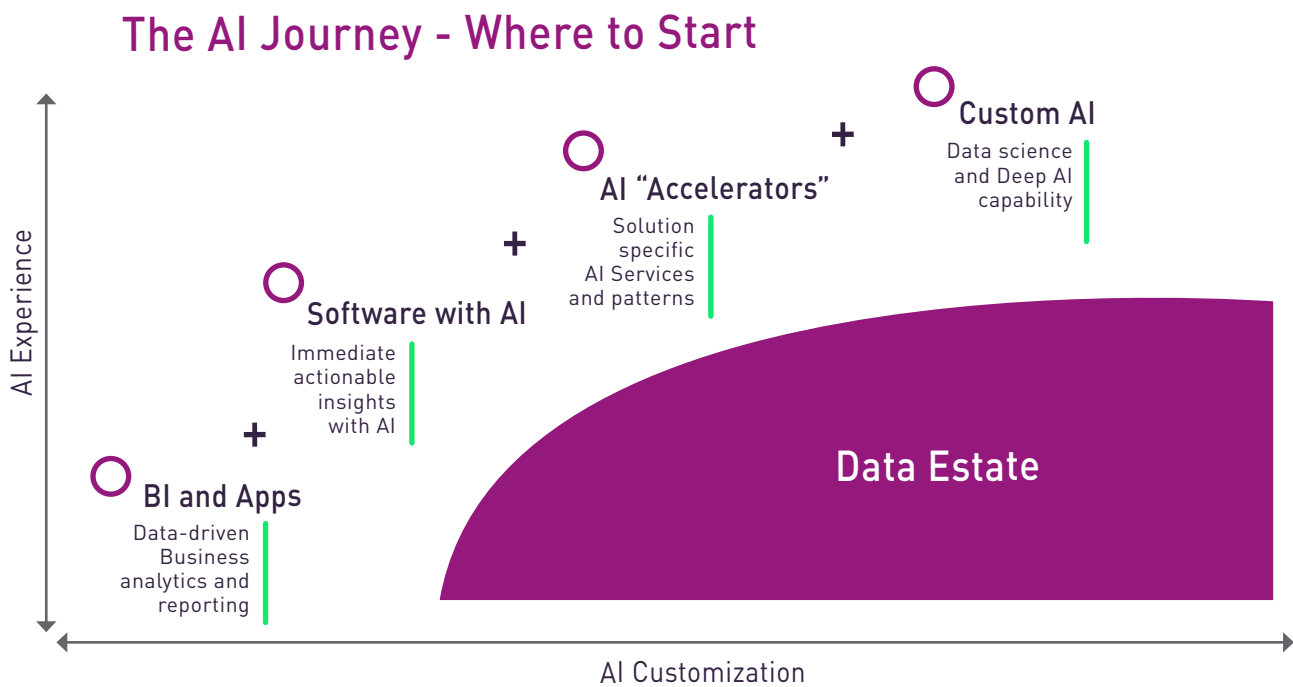 The AI Journey - Where to Start
Custom AI
Data science
and Deep AI
capability
+
AI “Accelerators”
Solution
specific
AI Services
and patterns
+
Software with AI
Immediate
actionable
insights
with AI
+
BI and Apps
Data-driven
Business
analytics and
reporting
Data Estate
AI Experience
AI Customization